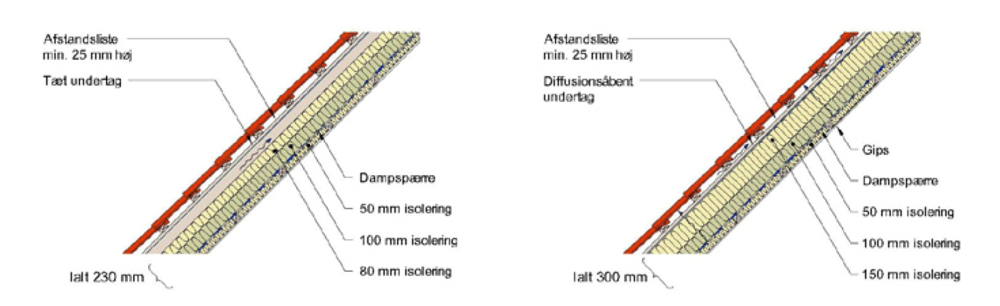 Afstandsliste
min. 25 mm høj
Tæt undertag
Dampspærre
50 mm isolering
100 mm isolering
80 mm isolering
Ialt 230 mm
Afstandsliste
min. 25 mm høj
Diffusionsåbent
undertag
Gips
Dampspærre
50 mm isolering
100 mm isolering
150 mm isolering
Ialt 300 mm